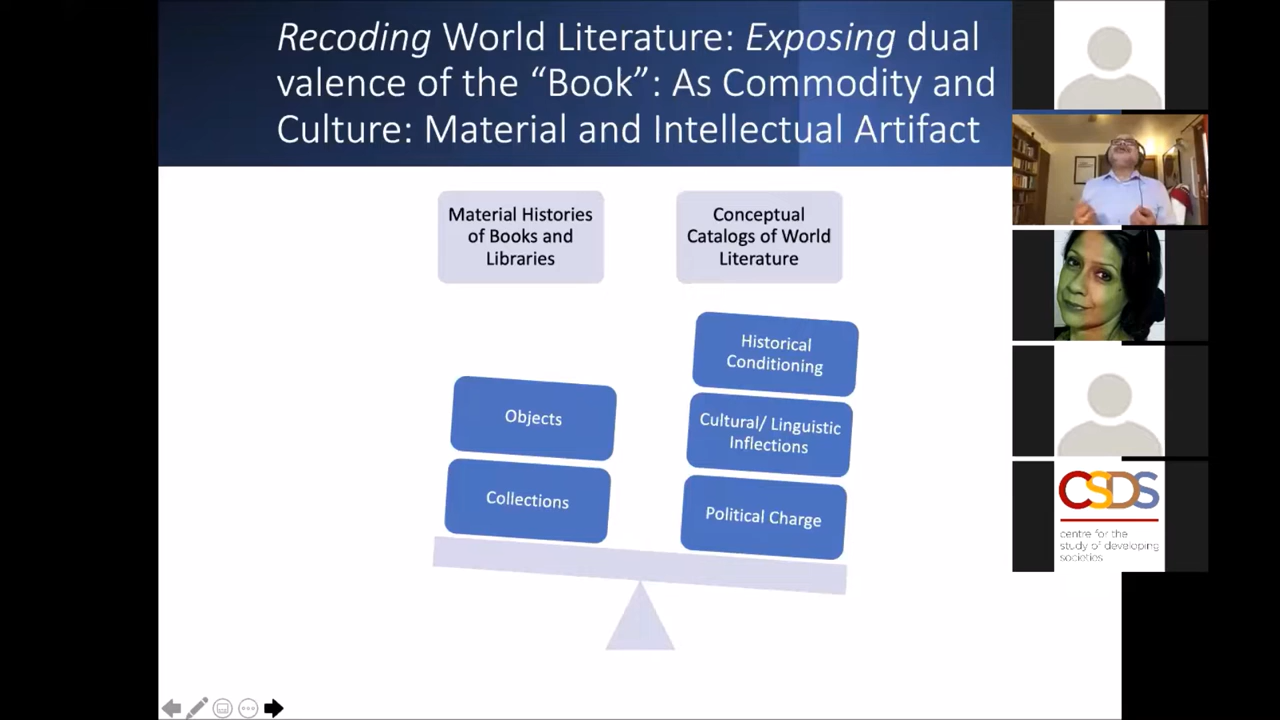 Recoding World Literature: Exposing dual
valence of the “Book”: As Commodity and
Culture: Material and Intellectual Artifact
Material Histories
of Books and
Libraries
Conceptual
Catalogs of World
Literature
Objects
Collections
Historical
Conditioning
Cultural/ Linguistic
Inflections
Political Charge
CSDS
centre for the
study of developing
societies